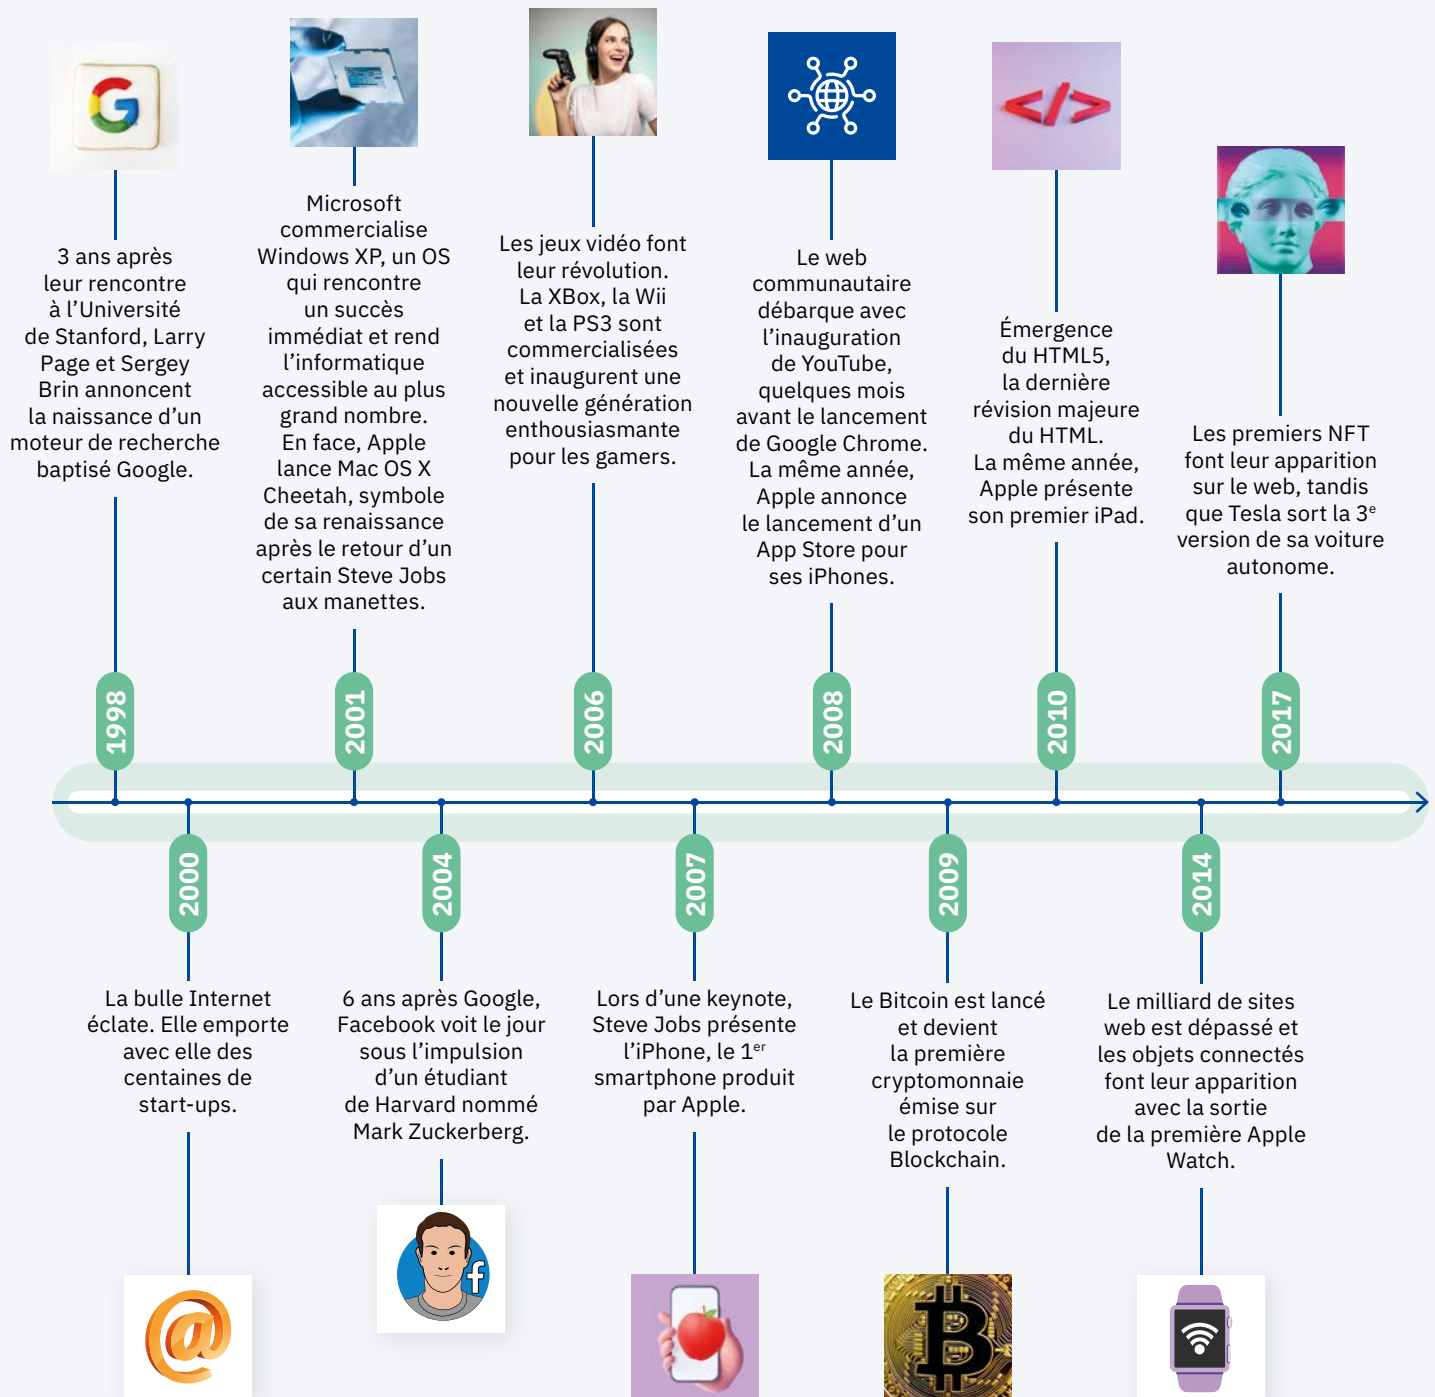 3 ans après
leur rencontre
à l’Université
de Stanford, Larry
Page et Sergey
Brin annoncent
la naissance d’un
moteur de recherche
baptisé Google.
1998
Microsoft
commercialise
Windows XP, un OS
qui rencontre
un succès
immédiat et rend
l’informatique
accessible au plus
grand nombre.
En face, Apple
lance Mac OS X
Cheetah, symbole
de sa renaissance
après le retour d’un
certain Steve Jobs
aux manettes.
2001
Les jeux vidéo font
leur révolution.
La XBox, la Wii
et la PS3 sont
commercialisées
et inaugurent une
nouvelle génération
enthousiasmante
pour les gamers.
2006
Le web
communautaire
débarque avec
l’inauguration
de YouTube,
quelques mois
avant le lancement
de Google Chrome.
La même année,
Apple annonce
le lancement d’un
App Store pour
ses iPhones.
2008
Émergence
du HTML5,
la dernière
révision majeure
du HTML.
La même année,
Apple présente
son premier iPad.
2010
Les premiers NFT
font leur apparition
sur le web, tandis
que Tesla sort la 3e
version de sa voiture
autonome.
2017
2000
La bulle Internet
éclate. Elle emporte
avec elle des
centaines de
start-ups.
2004
6 ans après Google,
Facebook voit le jour
sous l’impulsion
d’un étudiant
de Harvard nommé
Mark Zuckerberg.
2007
Lors d’une keynote,
Steve Jobs présente
l’iPhone, le 1er
smartphone produit
par Apple.
2009
Le Bitcoin est lancé
et devient
la première
cryptomonnaie
émise sur
le protocole
Blockchain.
2014
Le milliard de sites
web est dépassé et
les objets connectés
font leur apparition
avec la sortie
de la première Apple
Watch.